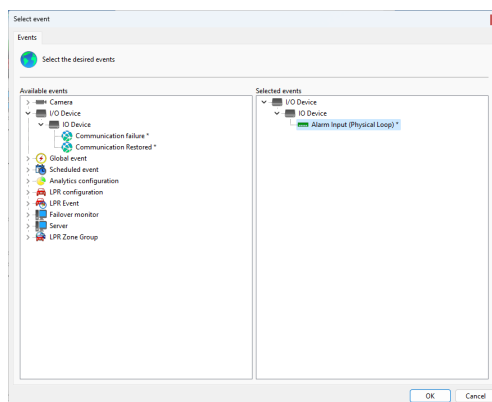 Select event
Events
Select the desired events
Available events
Camera
I/O Device
IO Device
Communication failure *
Communication Restored *
Global event
Scheduled event
Analytics configuration
LPR configuration
LPR Event
Failover monitor
Server
LPR Zone Group
Selected events
I/O Device
IO Device
Alarm Input (Physical Loop) *
OK Cancel